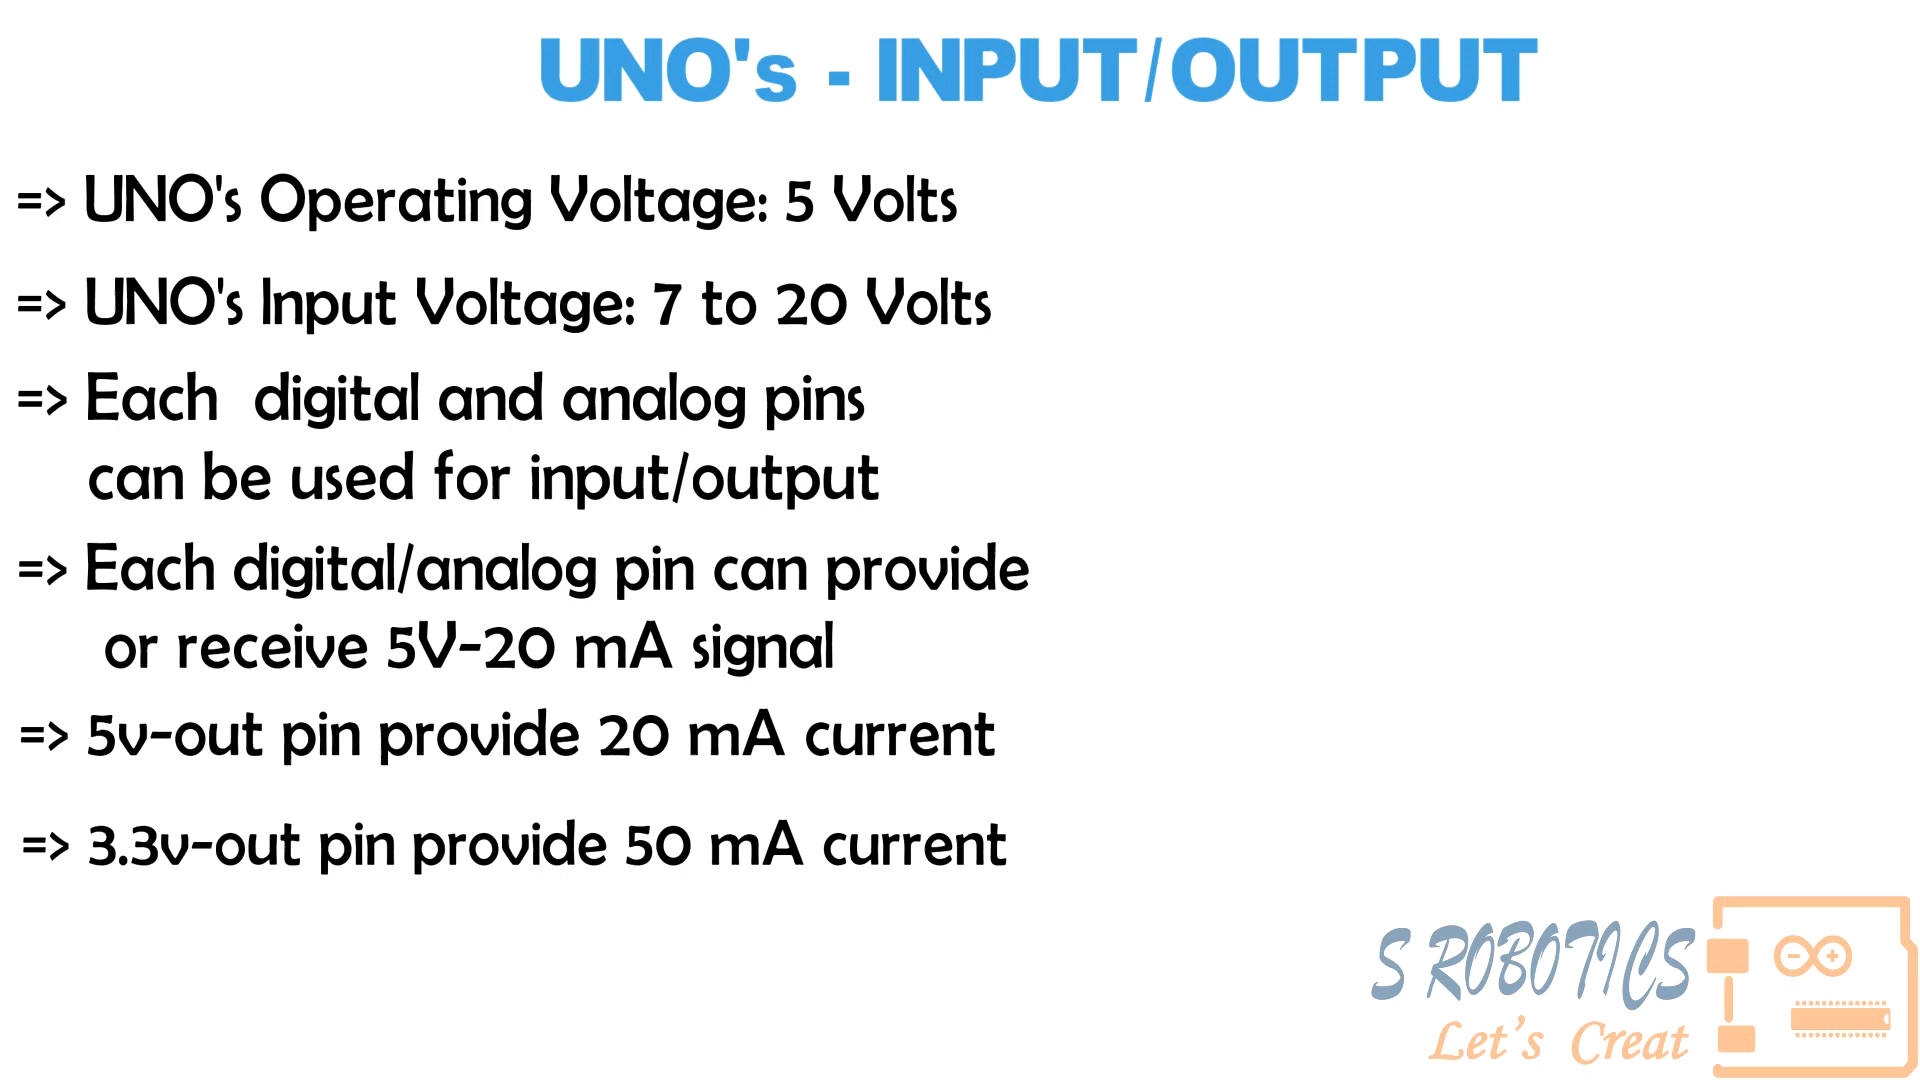 UNO's - INPUT/OUTPUT
=> UNO's Operating Voltage: 5 Volts
=> UNO's Input Voltage: 7 to 20 Volts
=> Each digital and analog pins
can be used for input/output
=> Each digital/analog pin can provide
or receive 5V-20 mA signal
=> 5v-out pin provide 20 mA current
=> 3.3v-out pin provide 50 mA current
S ROBOTICS
Let's Creat